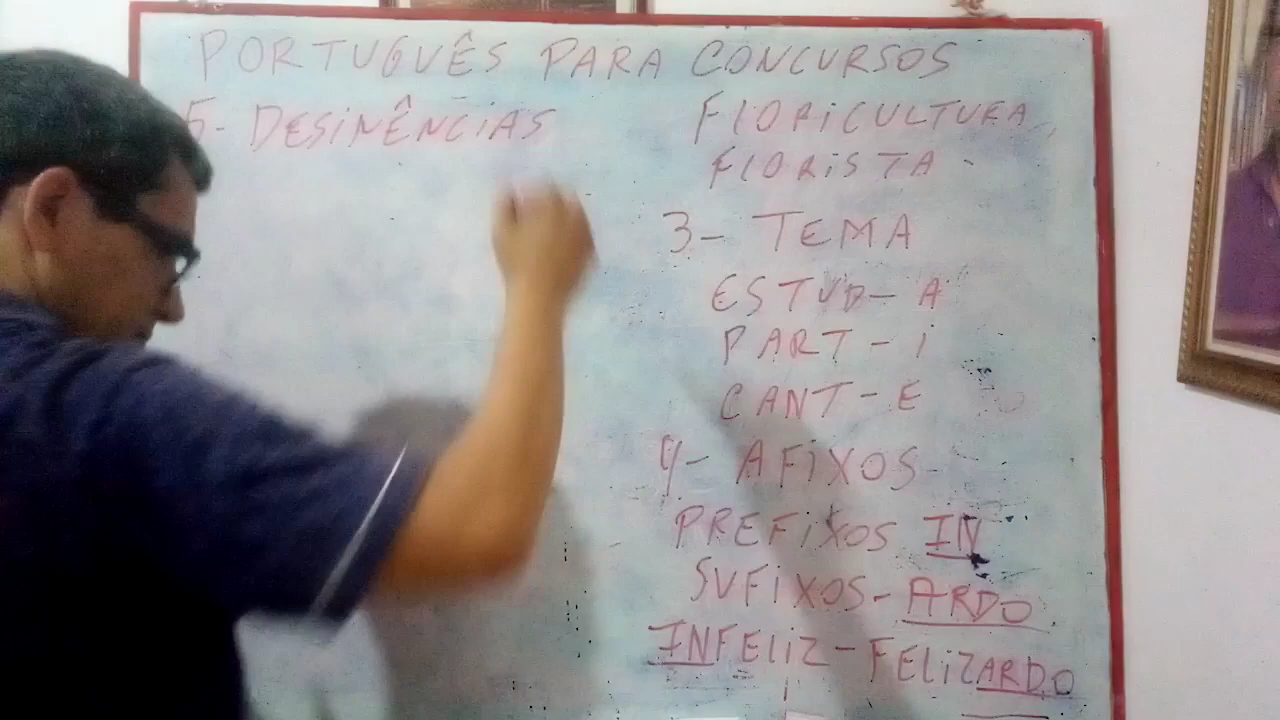 PORTUGUÊS PARA CONCURSOS
5- DESINÊNCIAS
FLORICULTURA
FLORISTA
3- TEMA
ESTUD-A
PART-i
CANT-E
4- AFIXOS
PREFIXOS IN
SUFIXOS-ARDO
INFELIZ-FELIZARDO